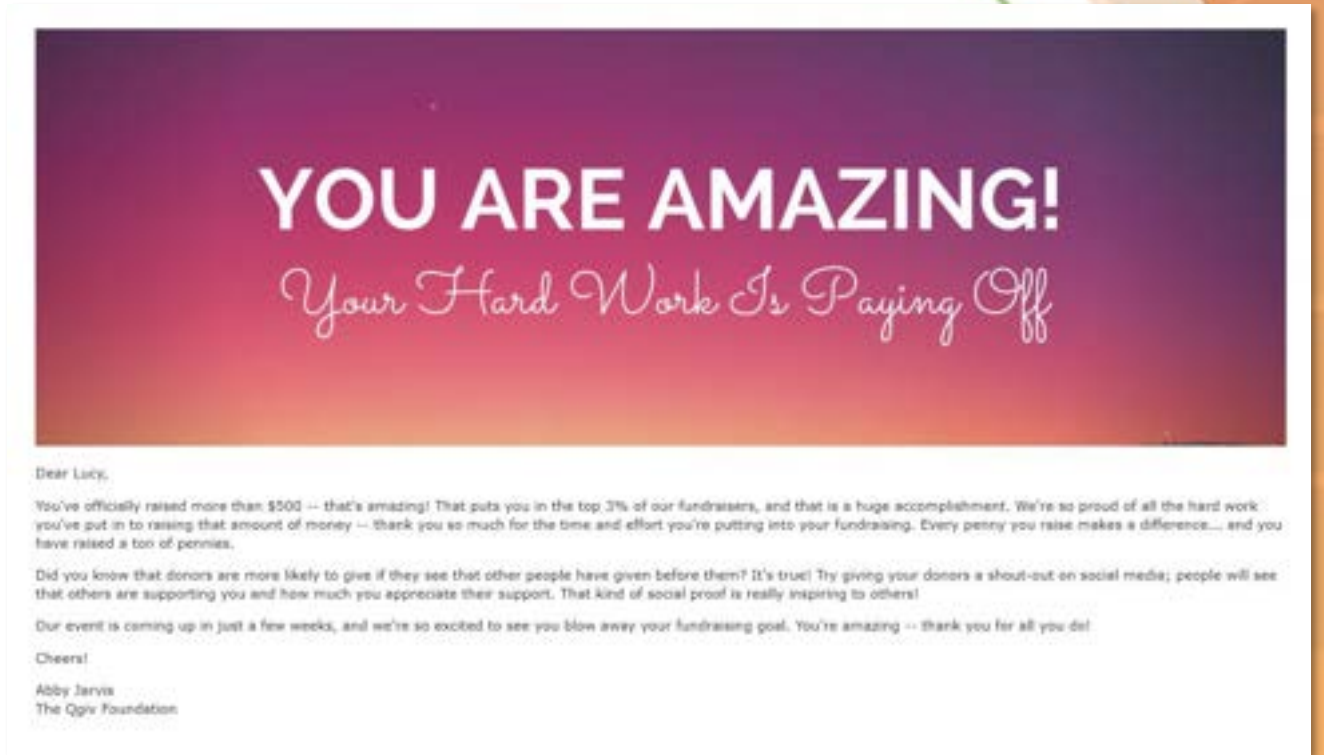 YOU ARE AMAZING!
Your Hard Work Is Paying Off
Dear Lucy,
You've officially raised more than $500 -- that's amazing! That puts you in the top 3% of our fundraisers, and that is a huge accomplishment. We're so proud of all the hard work
you've put in to raising that amount of money -- thank you so much for the time and effort you're putting into your fundraising. Every penny you raise makes a difference... and you
have raised a ton of pennies.
Did you know that donors are more likely to give if they see that other people have given before them? It's true! Try giving your donors a shout-out on social media; people will see
that others are supporting you and how much you appreciate their support. That kind of social proof is really inspiring to others!
Our event is coming up in just a few weeks, and we're so excited to see you blow away your fundraising goal. You're amazing -- thank you for all you do!
Cheers!
Abby Jarvis
The Qgiv Foundation